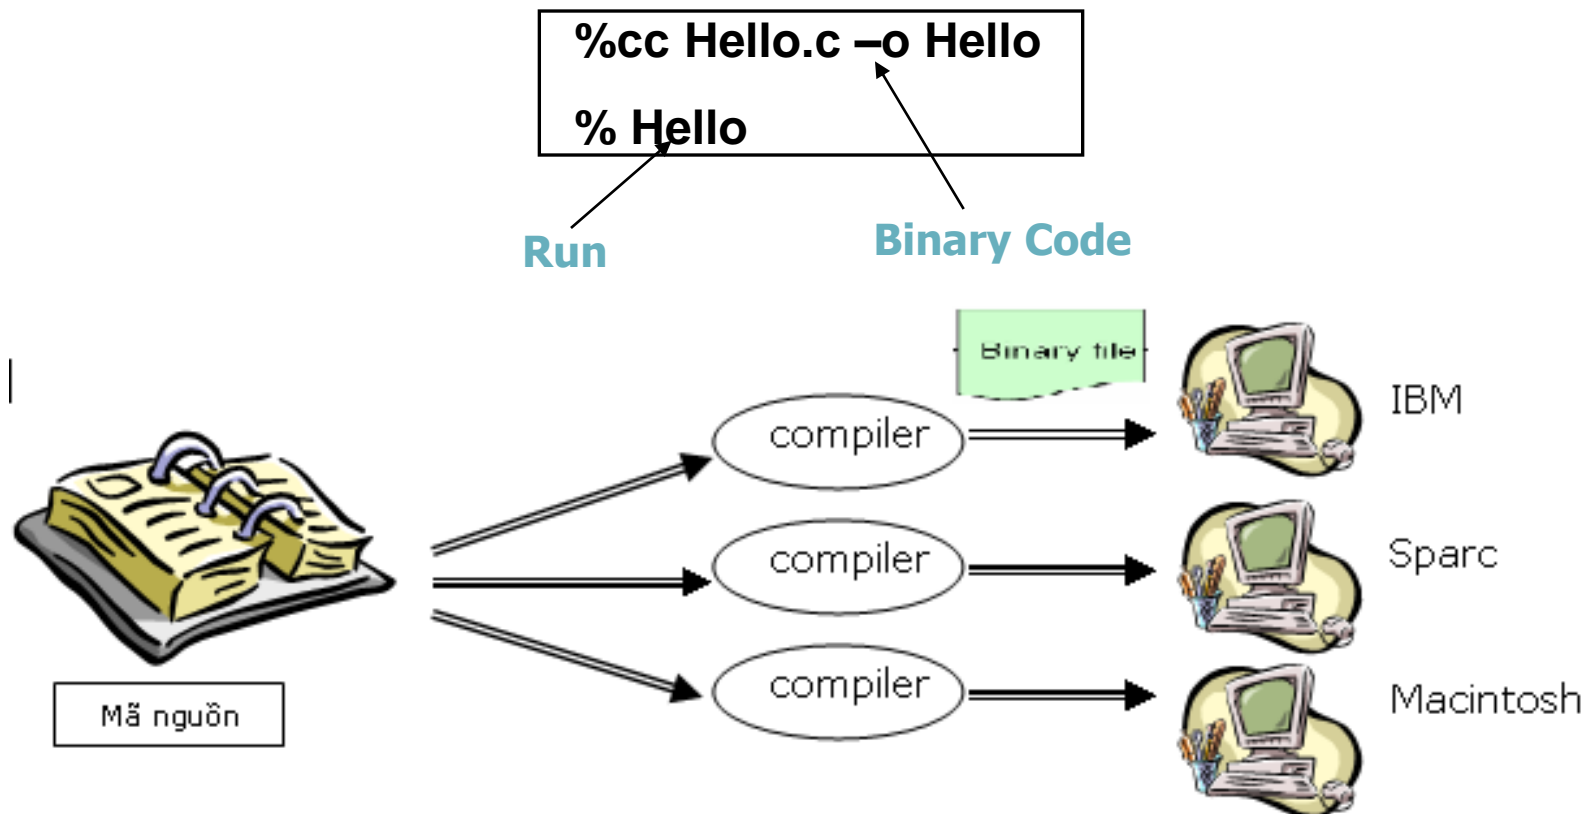 %cc Hello.c –o Hello
% Hello
Run
Binary Code
Binary file
compiler
IBM
compiler
Sparc
compiler
Macintosh
Mã nguồn